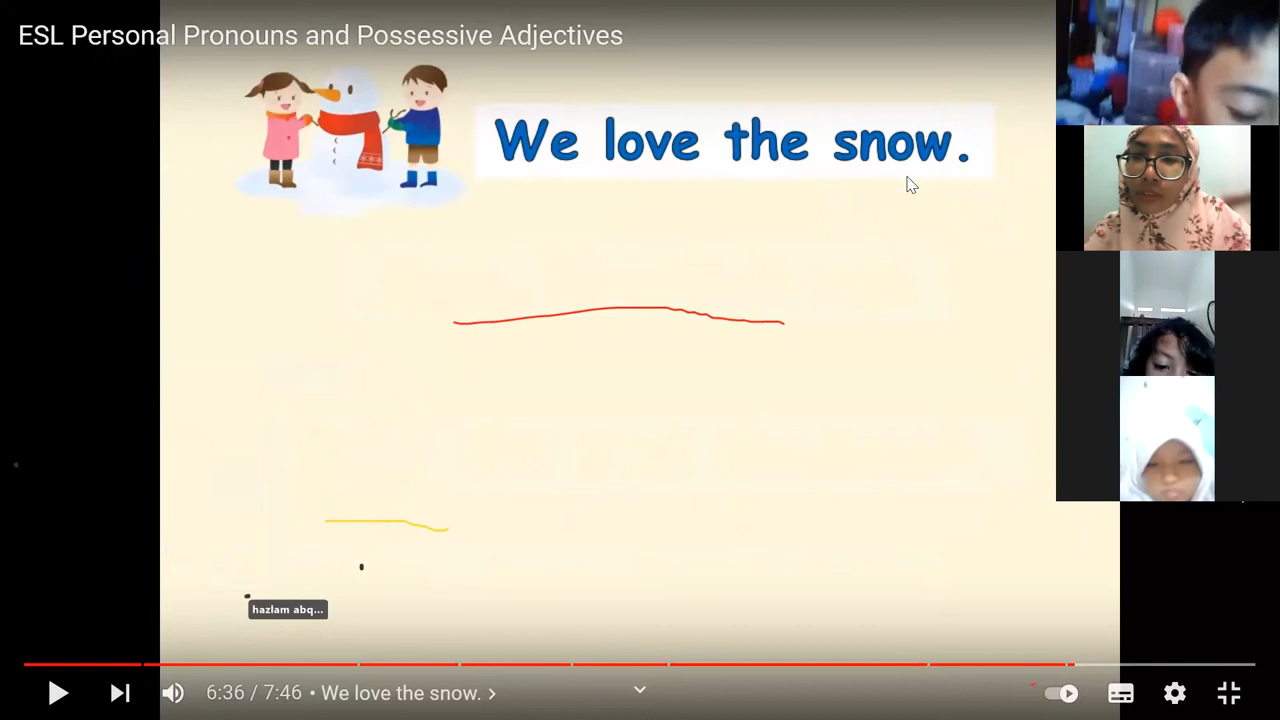 ESL Personal Pronouns and Possessive Adjectives
We love the snow.
hazlam abq...
6:36 / 7:46 • We love the snow. >